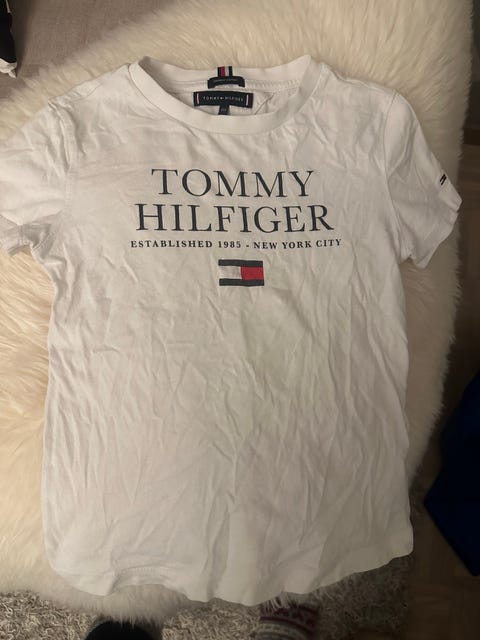 TOMMY HILFIGER
TOMMY
HILFIGER
ESTABLISHED 1985 - NEW YORK CITY